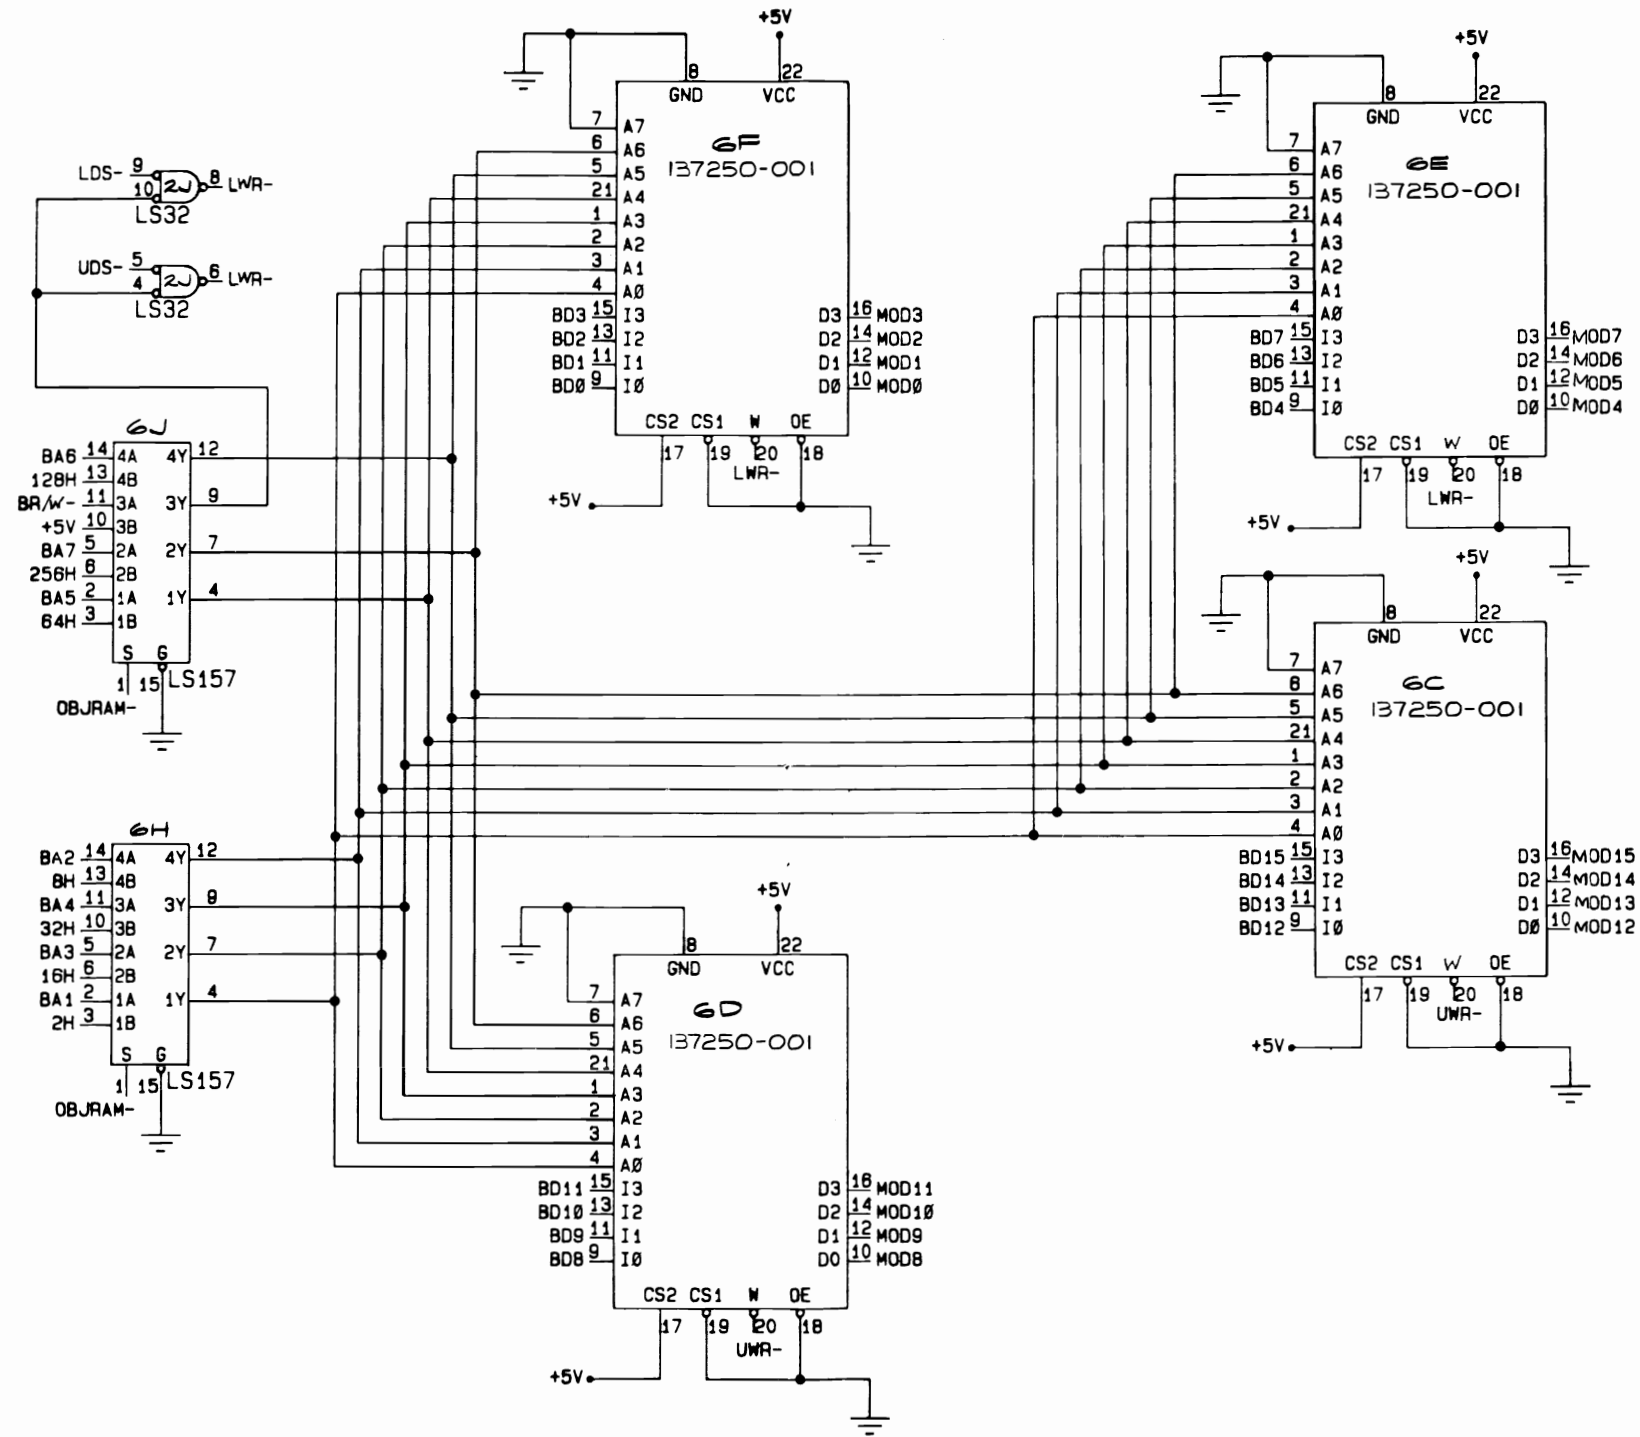 LDS- 9
10 2J 8 LWR-
LS32
UDS- 5
4 2J 6 LWR-
LS32
6J
BA6 14 4A 4Y 12
128H 13 4B
BR/W- 11 3A 3Y 9
+5V 10 3B
BA7 5 2A 2Y 7
256H 6 2B
BA5 2 1A 1Y 4
64H 3 1B
S G
1 15 LS157
OBJRAM-
6H
BA2 14 4A 4Y 12
8H 13 4B
BA4 11 3A 3Y 9
32H 10 3B
BA3 5 2A 2Y 7
16H 6 2B
BA1 2 1A 1Y 4
2H 3 1B
S G
1 15 LS157
OBJRAM-
+5V
8 22
GND VCC
7 A7
6 A6
5 A5
21 A4
1 A3
2 A2
3 A1
4 AØ
6F
137250-001
BD3 15 I3 D3 16 MOD3
BD2 13 I2 D2 14 MOD2
BD1 11 I1 D1 12 MOD1
BDØ 9 IØ DØ 10 MODØ
CS2 CS1 W OE
17 19 20 18
LWR-
+5V
+5V
8 22
GND VCC
7 A7
6 A6
5 A5
21 A4
1 A3
2 A2
3 A1
4 AØ
6E
137250-001
BD7 15 I3 D3 16 MOD7
BD6 13 I2 D2 14 MOD6
BD5 11 I1 D1 12 MOD5
BD4 9 IØ DØ 10 MOD4
CS2 CS1 W OE
17 19 20 18
LWR-
+5V
+5V
8 22
GND VCC
7 A7
6 A6
5 A5
21 A4
1 A3
2 A2
3 A1
4 AØ
6C
137250-001
BD15 15 I3 D3 16 MOD15
BD14 13 I2 D2 14 MOD14
BD13 11 I1 D1 12 MOD13
BD12 9 IØ DØ 10 MOD12
CS2 CS1 W OE
17 19 20 18
UWR-
+5V
+5V
8 22
GND VCC
7 A7
6 A6
5 A5
21 A4
1 A3
2 A2
3 A1
4 AØ
6D
137250-001
BD11 15 I3 D3 16 MOD11
BD1Ø 13 I2 D2 14 MOD1Ø
BD9 11 I1 D1 12 MOD9
BD8 9 IØ D0 10 MOD8
CS2 CS1 W OE
17 19 20 18
UWR-
+5V